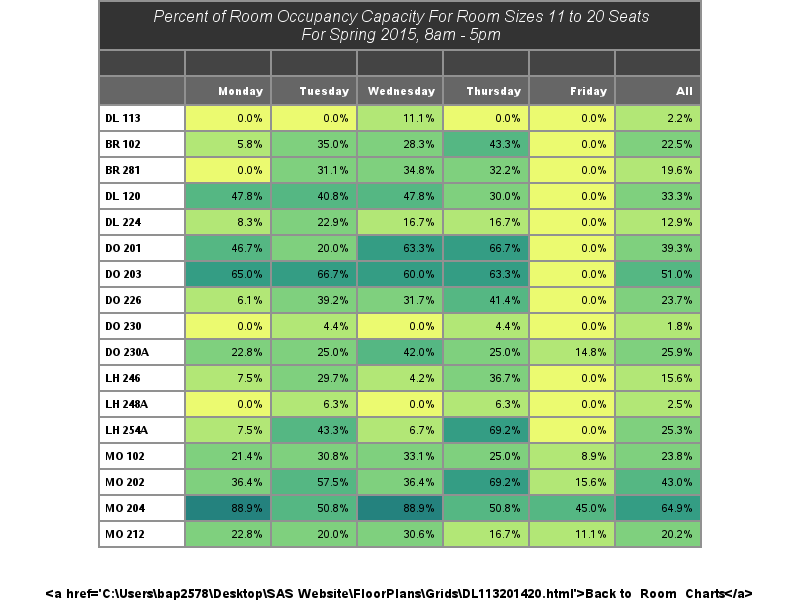 Percent of Room Occupancy Capacity For Room Sizes 11 to 20 Seats
For Spring 2015, 8am - 5pm
Monday Tuesday Wednesday Thursday Friday All
DL 113 0.0% 0.0% 11.1% 0.0% 0.0% 2.2%
BR 102 5.8% 35.0% 28.3% 43.3% 0.0% 22.5%
BR 281 0.0% 31.1% 34.8% 32.2% 0.0% 19.6%
DL 120 47.8% 40.8% 47.8% 30.0% 0.0% 33.3%
DL 224 8.3% 22.9% 16.7% 16.7% 0.0% 12.9%
DO 201 46.7% 20.0% 63.3% 66.7% 0.0% 39.3%
DO 203 65.0% 66.7% 60.0% 63.3% 0.0% 51.0%
DO 226 6.1% 39.2% 31.7% 41.4% 0.0% 23.7%
DO 230 0.0% 4.4% 0.0% 4.4% 0.0% 1.8%
DO 230A 22.8% 25.0% 42.0% 25.0% 14.8% 25.9%
LH 246 7.5% 29.7% 4.2% 36.7% 0.0% 15.6%
LH 248A 0.0% 6.3% 0.0% 6.3% 0.0% 2.5%
LH 254A 7.5% 43.3% 6.7% 69.2% 0.0% 25.3%
MO 102 21.4% 30.8% 33.1% 25.0% 8.9% 23.8%
MO 202 36.4% 57.5% 36.4% 69.2% 15.6% 43.0%
MO 204 88.9% 50.8% 88.9% 50.8% 45.0% 64.9%
MO 212 22.8% 20.0% 30.6% 16.7% 11.1% 20.2%
<a href='C:\Users\bap2578\Desktop\SAS Website\FloorPlans\Grids\DL113201420.html'>Back to Room Charts</a>